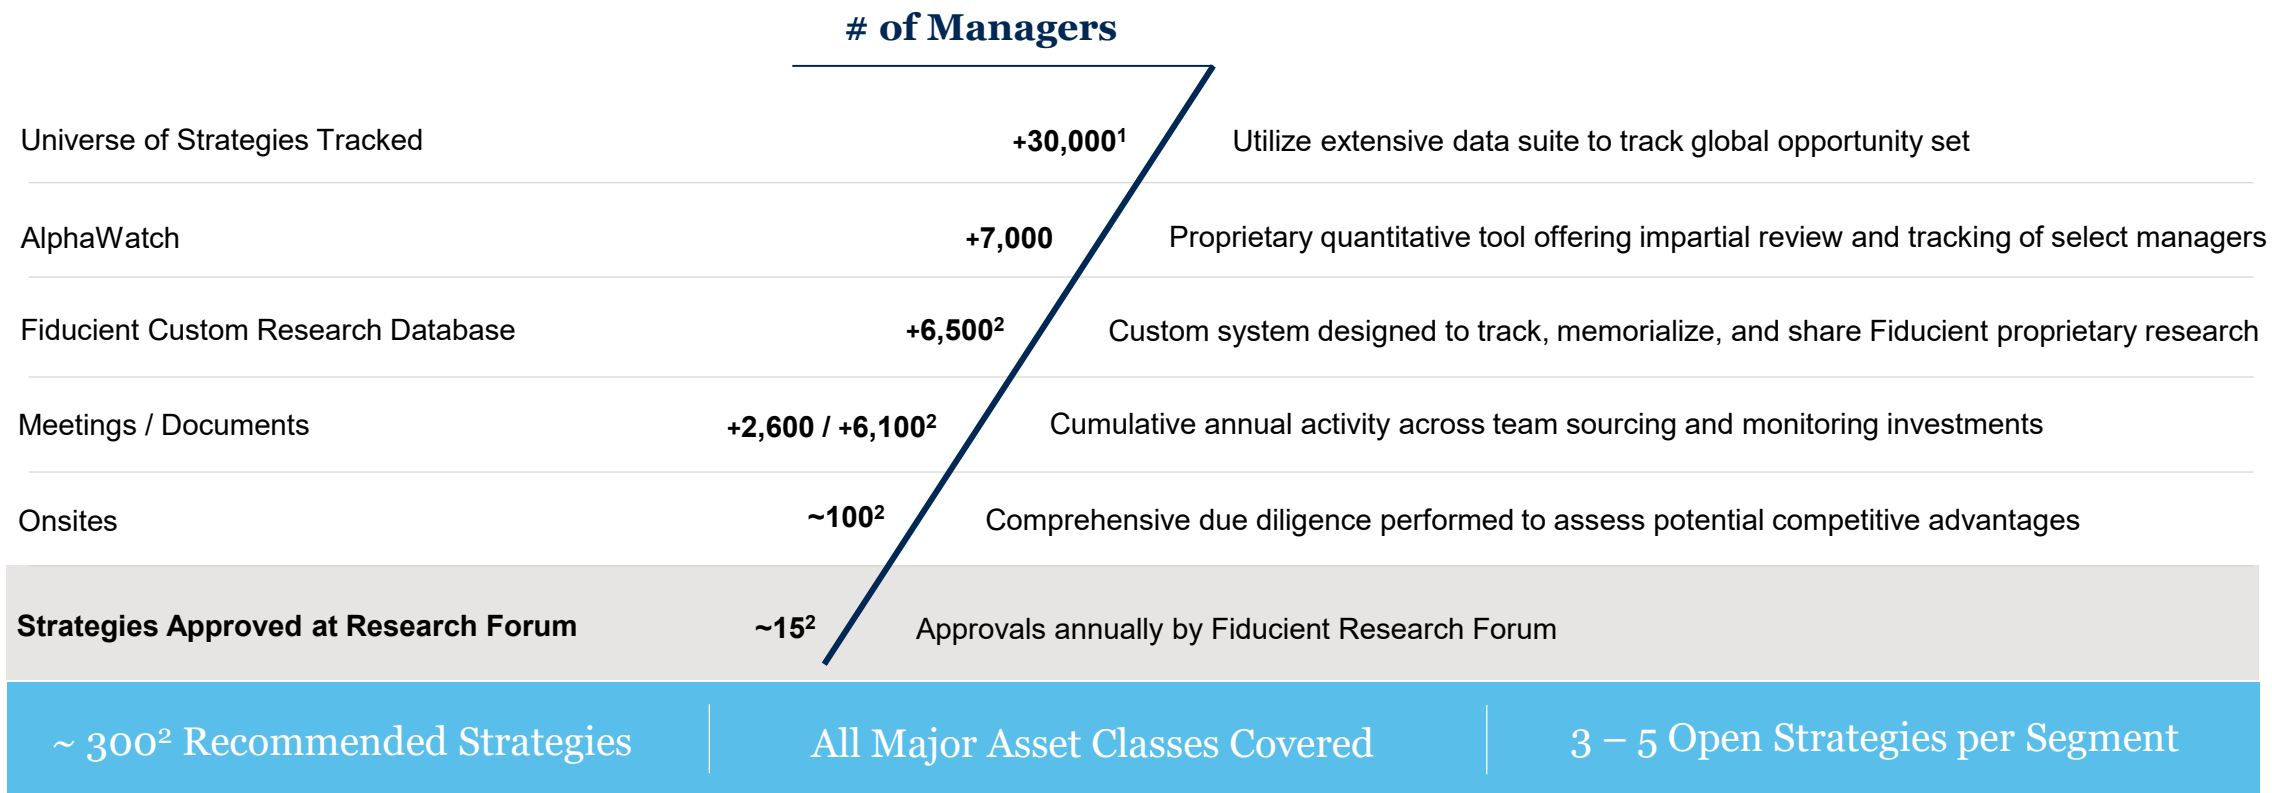 # of Managers
Universe of Strategies Tracked +30,000¹ Utilize extensive data suite to track global opportunity set
AlphaWatch +7,000 Proprietary quantitative tool offering impartial review and tracking of select managers
Fiducient Custom Research Database +6,500² Custom system designed to track, memorialize, and share Fiducient proprietary research
Meetings / Documents +2,600 / +6,100² Cumulative annual activity across team sourcing and monitoring investments
Onsites ~100² Comprehensive due diligence performed to assess potential competitive advantages
Strategies Approved at Research Forum ~15² Approvals annually by Fiducient Research Forum
~ 300² Recommended Strategies All Major Asset Classes Covered 3 – 5 Open Strategies per Segment